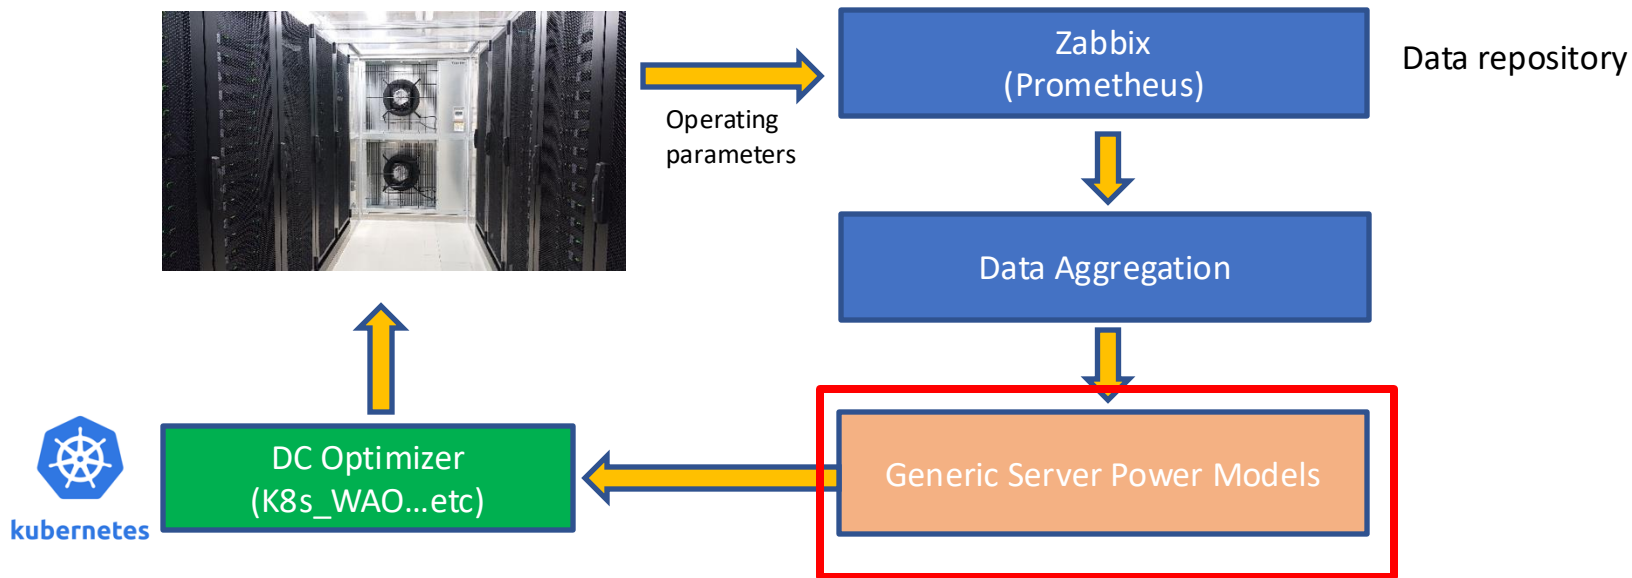 Zabbix
(Prometheus)
Data repository
Operating
parameters
Data Aggregation
Generic Server Power Models
DC Optimizer
(K8s_WAO...etc)
kubernetes